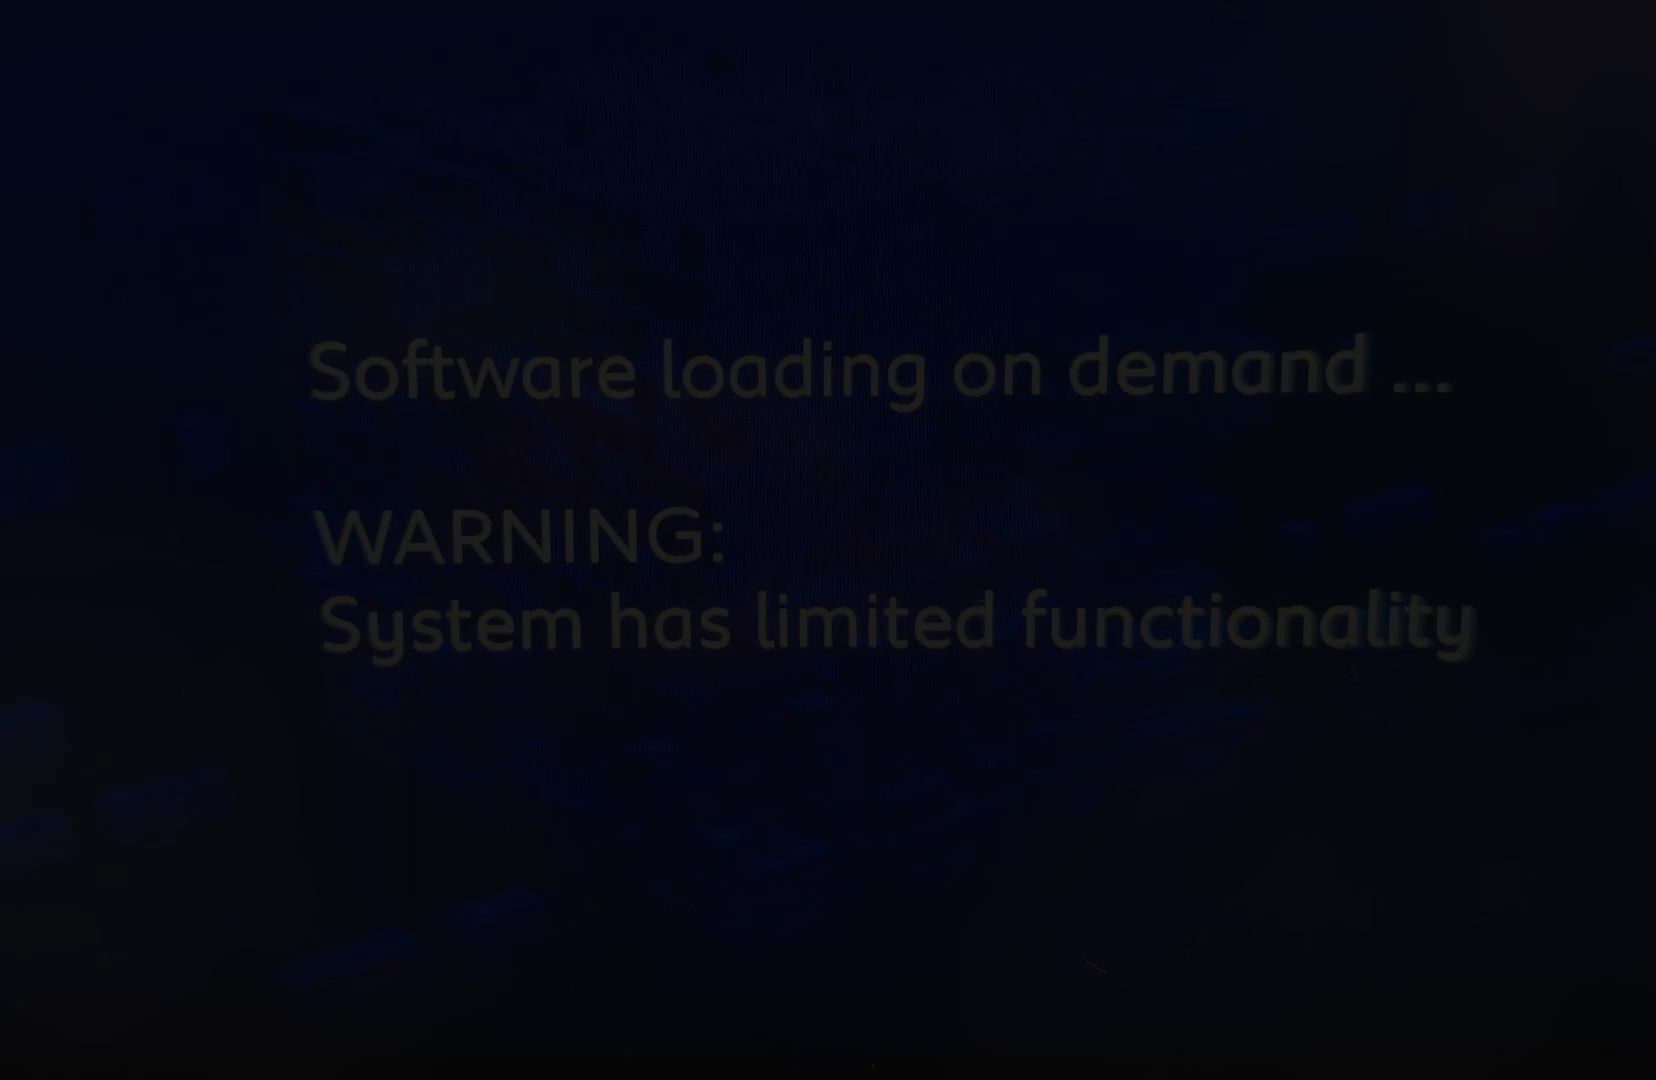 Software loading on demand ...
WARNING:
System has limited functionality